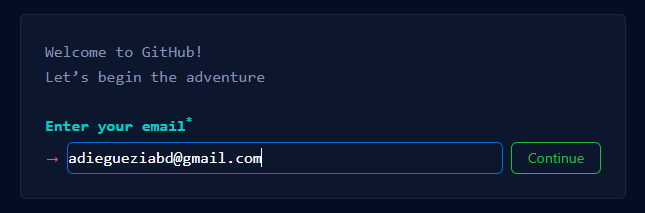 Welcome to GitHub!
Let’s begin the adventure
Enter your email*
→ adiegueziabd@gmail.com Continue